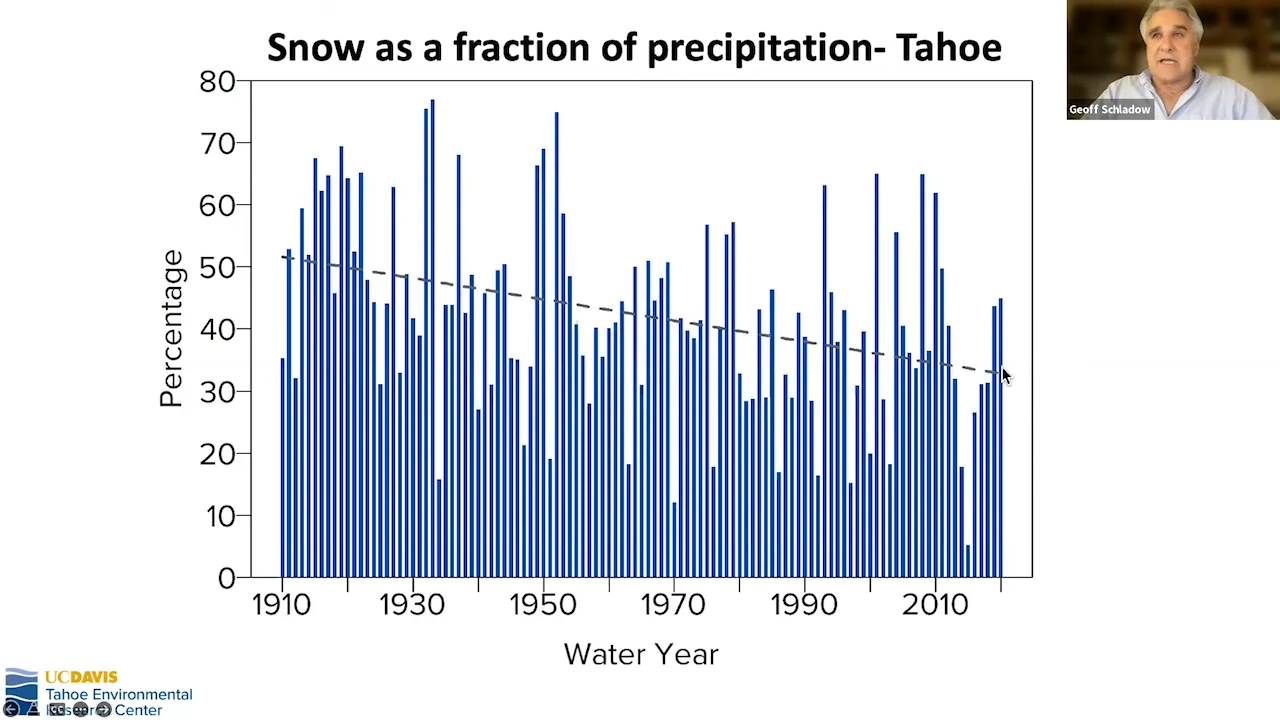 Snow as a fraction of precipitation- Tahoe
Geoff Schladow
80
70
60
50
40
30
20
10
0
Percentage
1910 1930 1950 1970 1990 2010
Water Year
UCDAVIS
Tahoe Environmental
Research Center